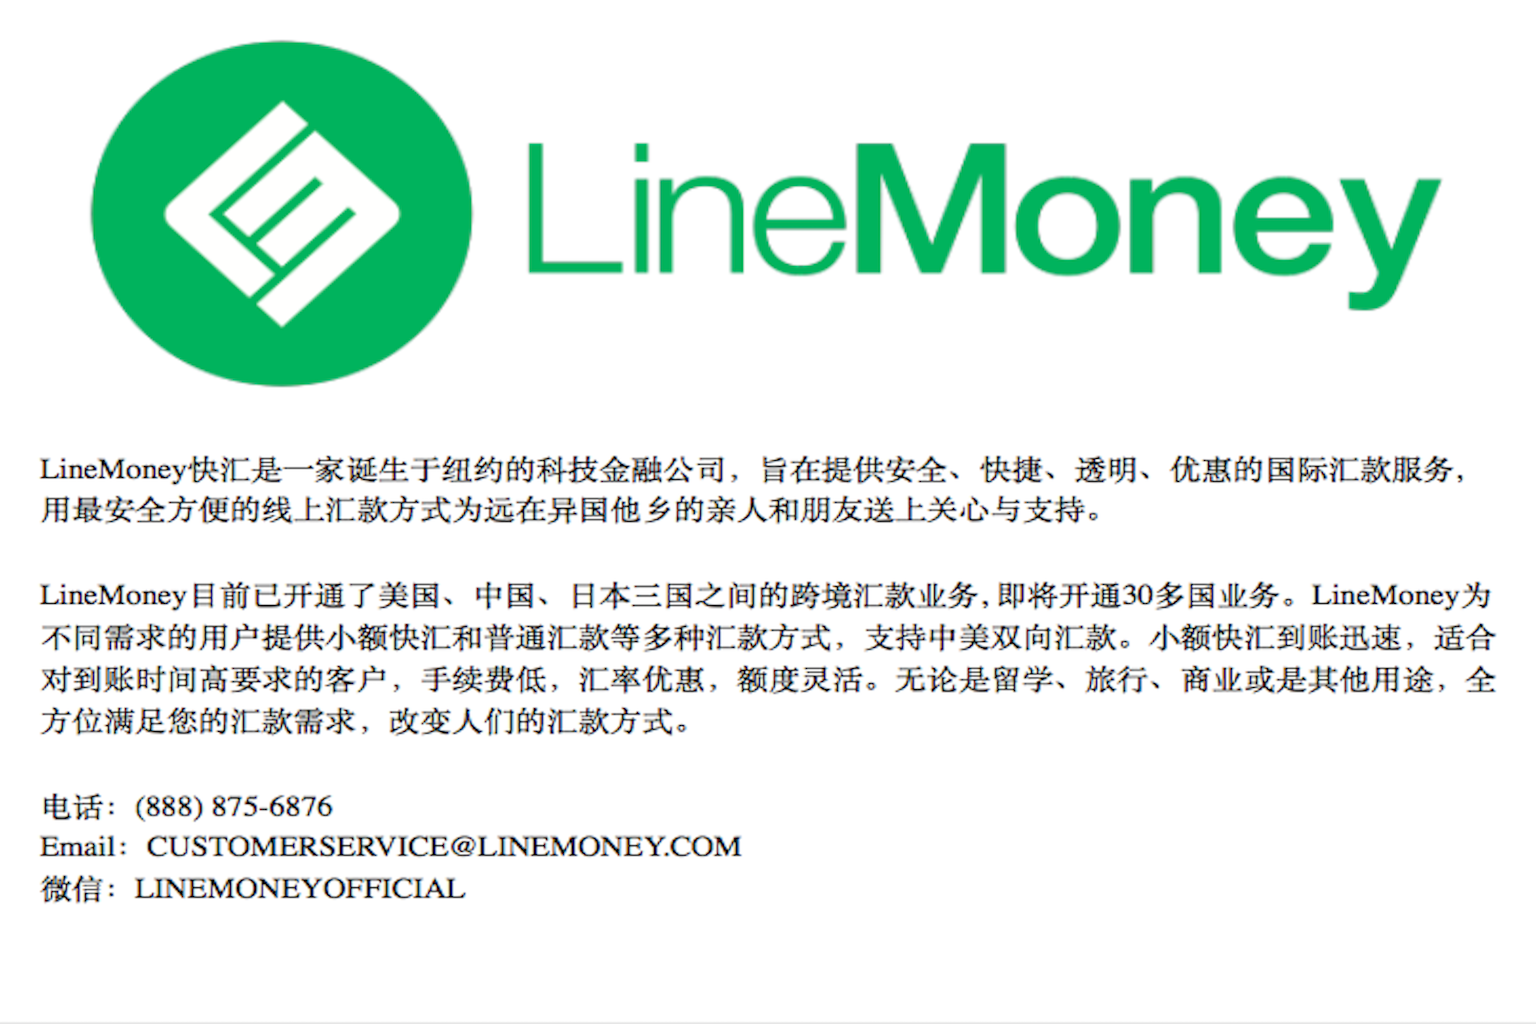 LineMoney
LineMoney快汇是一家诞生于纽约的科技金融公司，旨在提供安全、快捷、透明、优惠的国际汇款服务，
用最安全方便的线上汇款方式为远在异国他乡的亲人和朋友送上关心与支持。
LineMoney目前已开通了美国、中国、日本三国之间的跨境汇款业务,即将开通30多国业务。LineMoney为
不同需求的用户提供小额快汇和普通汇款等多种汇款方式，支持中美双向汇款。小额快汇到账迅速，适合
对到账时间高要求的客户，手续费低，汇率优惠，额度灵活。无论是留学、旅行、商业或是其他用途，全
方位满足您的汇款需求，改变人们的汇款方式。
电话：(888) 875-6876
Email：CUSTOMERSERVICE@LINEMONEY.COM
微信：LINEMONEYOFFICIAL